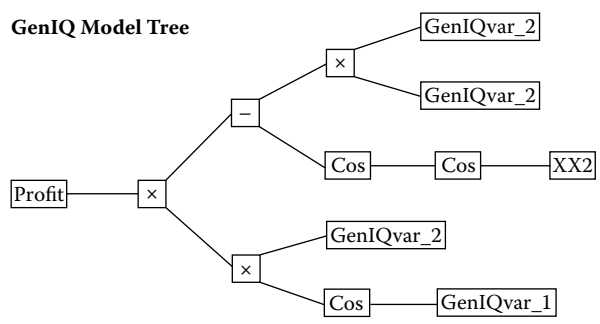 GenIQ Model Tree
GenIQvar_2
×
GenIQvar_2
−
Cos Cos XX2
Profit ×
GenIQvar_2
×
Cos GenIQvar_1